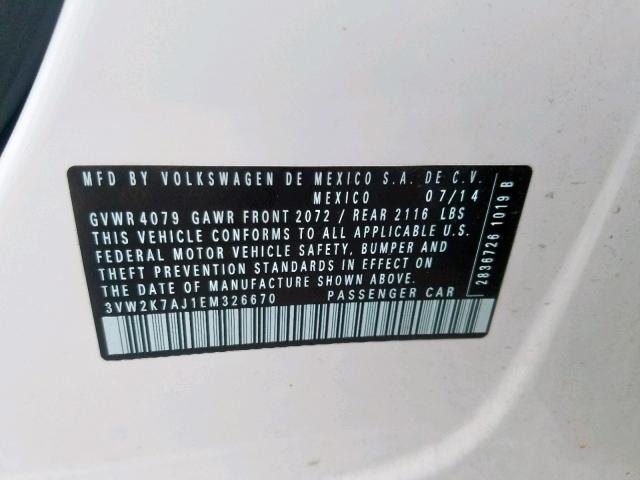 MFD BY VOLKSWAGEN DE MEXICO S.A. DE C.V.
MEXICO 07/14
GVWR 4079 GAWR FRONT 2072 / REAR 2116 LBS
THIS VEHICLE CONFORMS TO ALL APPLICABLE U.S.
FEDERAL MOTOR VEHICLE SAFETY, BUMPER AND
THEFT PREVENTION STANDARDS IN EFFECT ON
THE DATE OF MANUFACTURE SHOWN ABOVE.
3VW2K7AJ1EM326670 PASSENGER CAR
2836726 1019 B